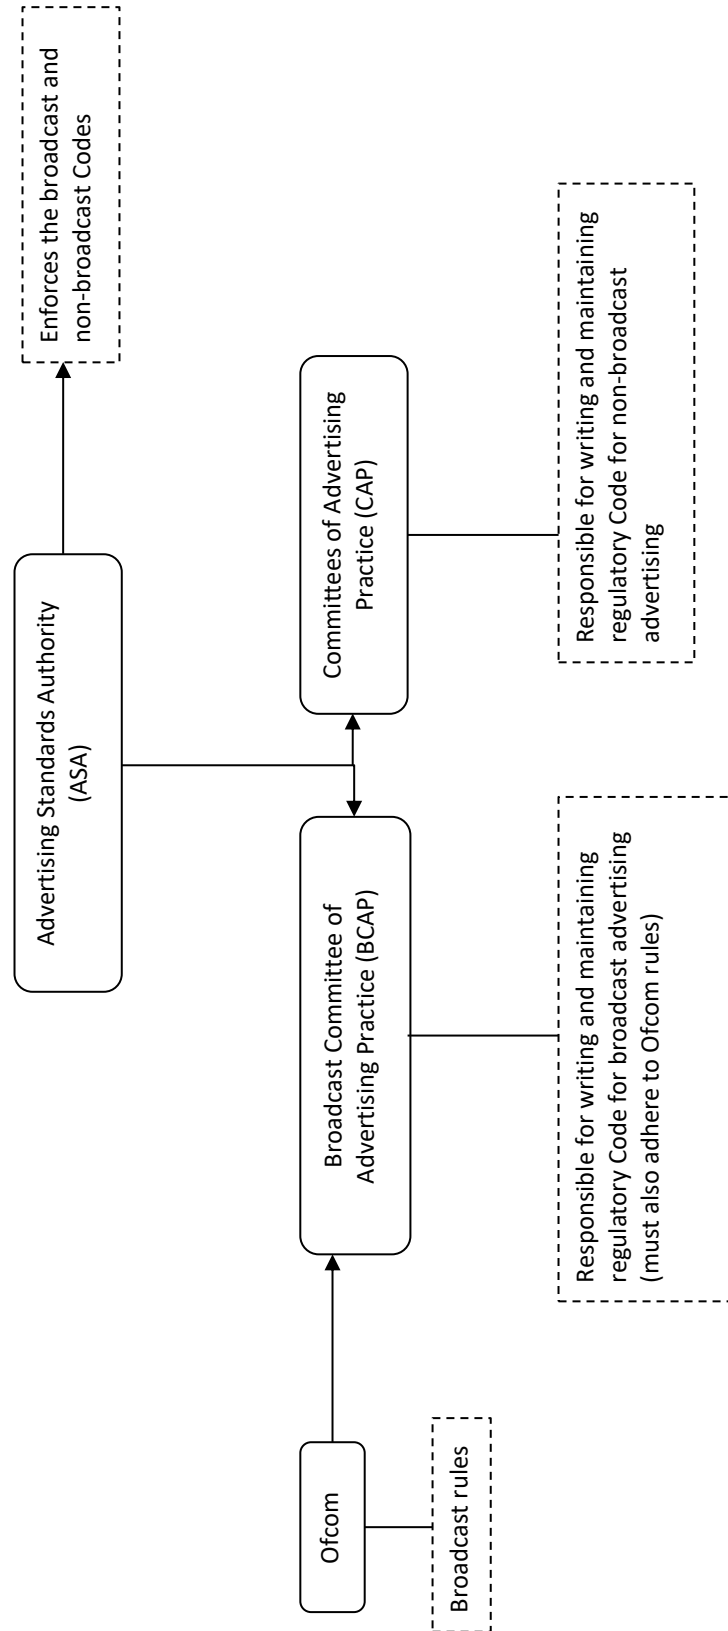 Advertising Standards Authority
(ASA)
Enforces the broadcast and
non-broadcast Codes
Ofcom
Broadcast Committee of
Advertising Practice (BCAP)
Committees of Advertising
Practice (CAP)
Broadcast rules
Responsible for writing and maintaining
regulatory Code for broadcast advertising
(must also adhere to Ofcom rules)
Responsible for writing and maintaining
regulatory Code for non-broadcast
advertising